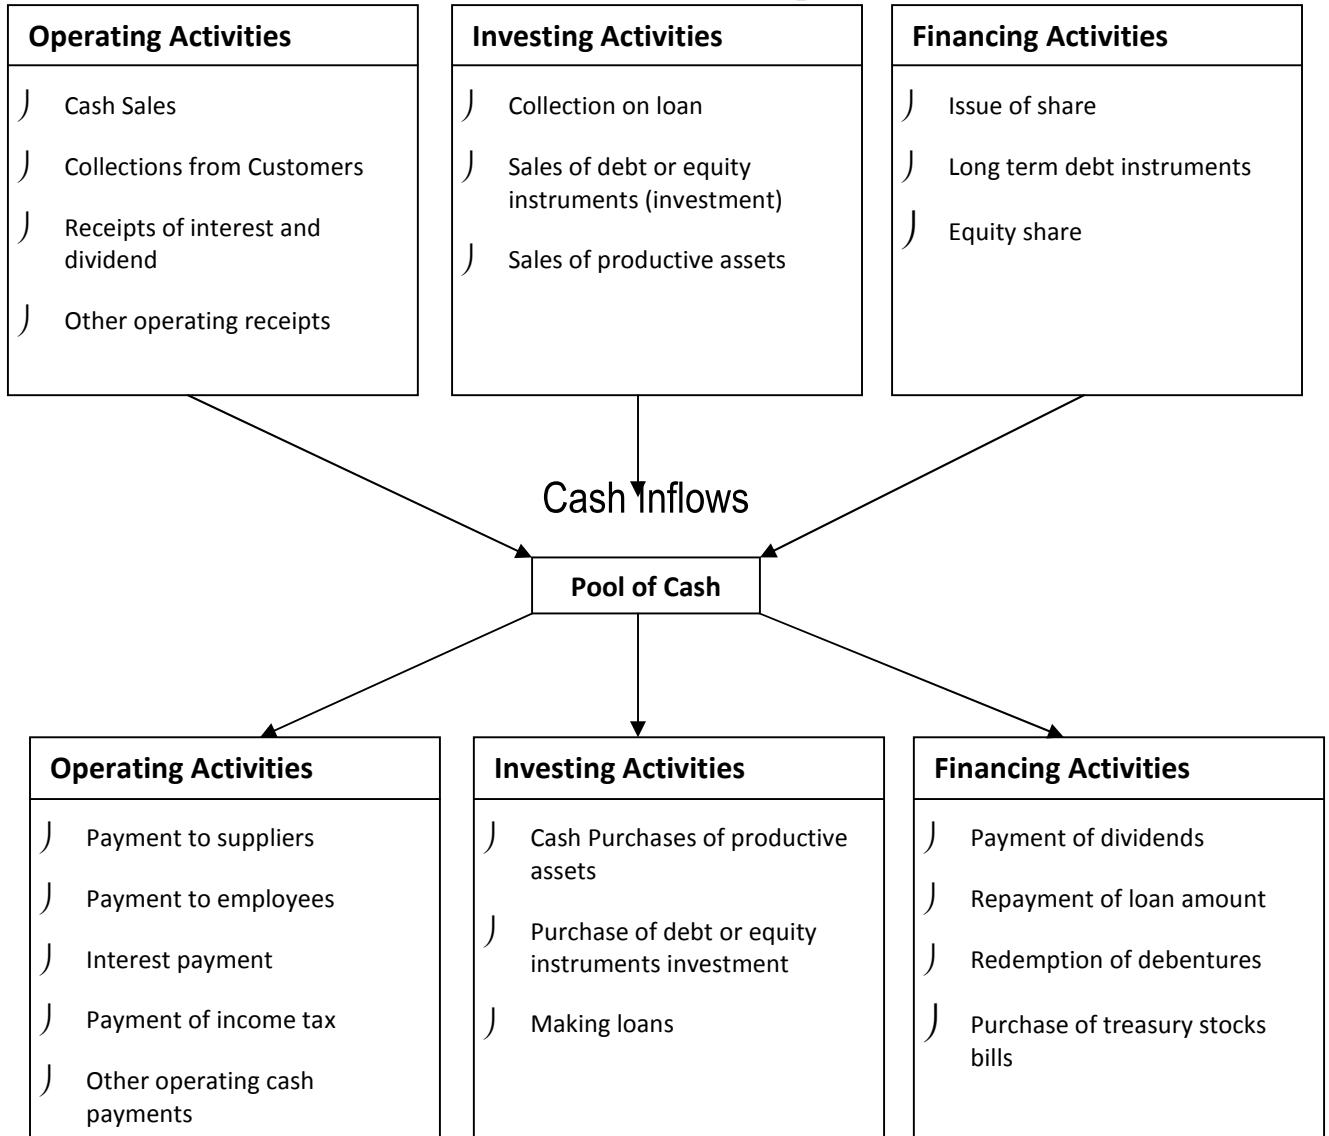 Operating Activities
Cash Sales
Collections from Customers
Receipts of interest and
dividend
Other operating receipts
Investing Activities
Collection on loan
Sales of debt or equity
instruments (investment)
Sales of productive assets
Financing Activities
Issue of share
Long term debt instruments
Equity share
Cash Inflows
Pool of Cash
Operating Activities
Payment to suppliers
Payment to employees
Interest payment
Payment of income tax
Other operating cash
payments
Investing Activities
Cash Purchases of productive
assets
Purchase of debt or equity
instruments investment
Making loans
Financing Activities
Payment of dividends
Repayment of loan amount
Redemption of debentures
Purchase of treasury stocks
bills